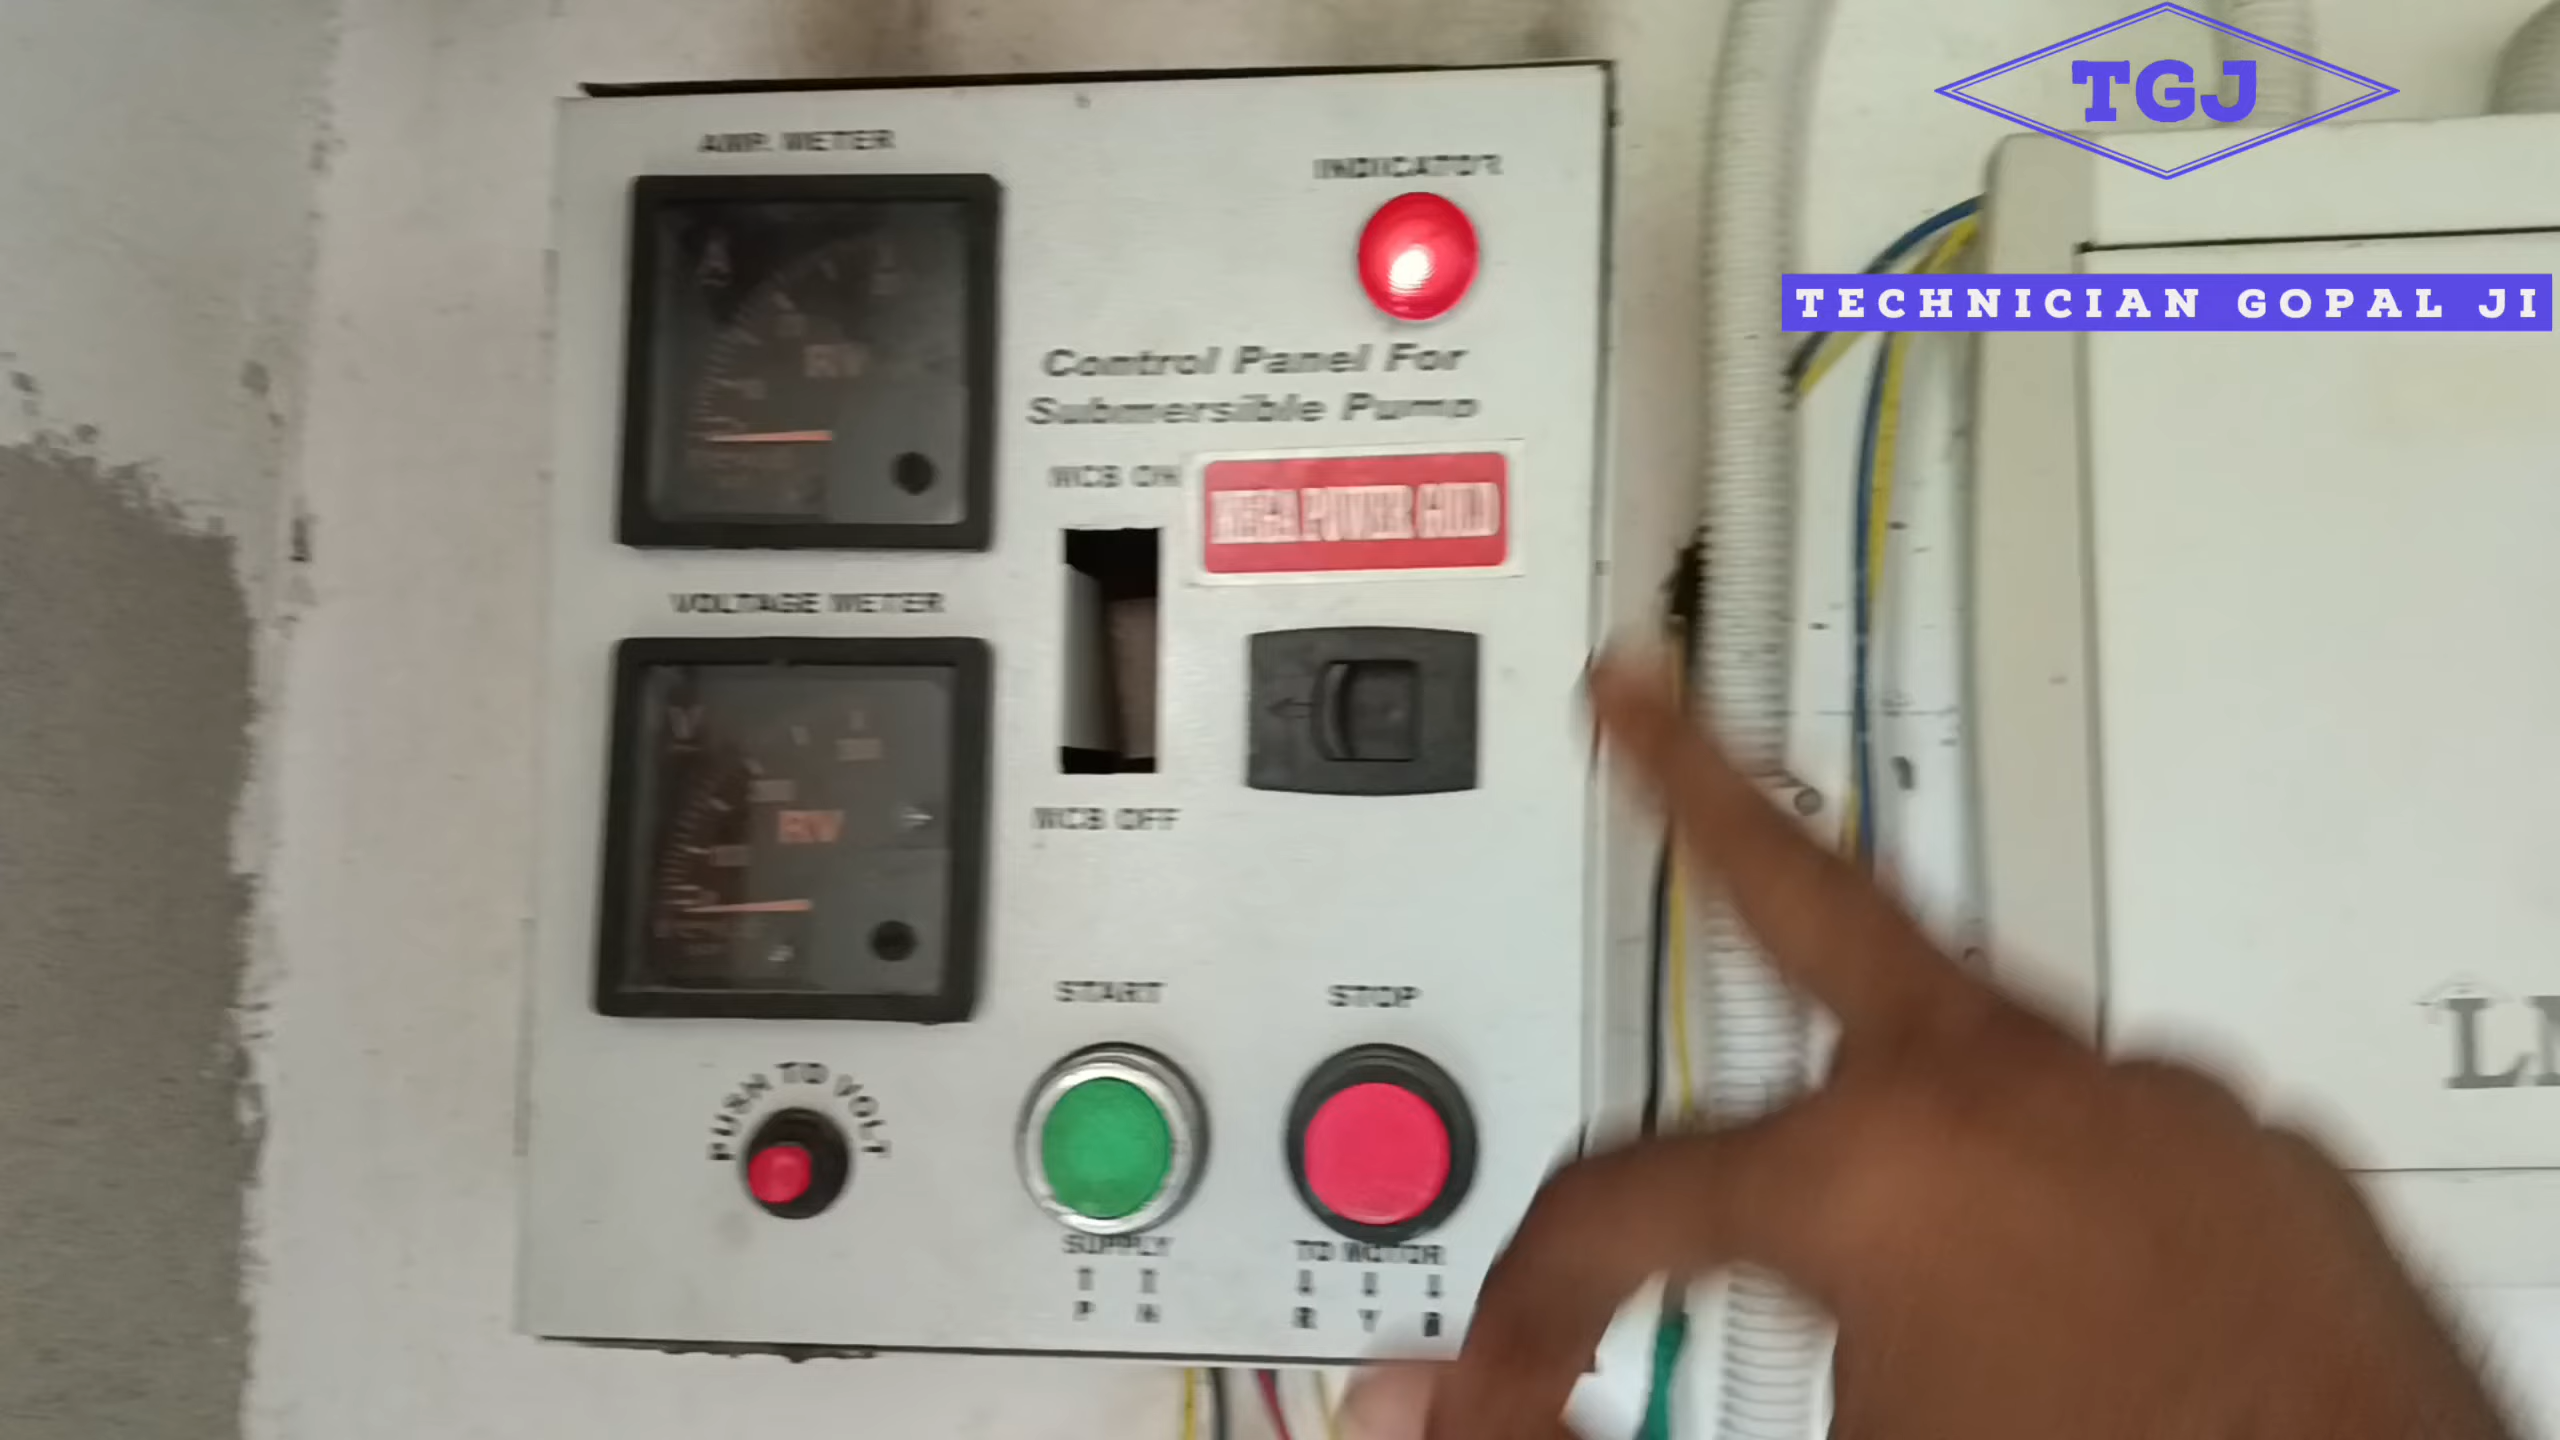 TGJ
TECHNICIAN GOPAL JI
AMP. METER
INDICATOR
Control Panel For
Submersible Pump
MCB ON
VOLTAGE METER
MCB OFF
START
STOP
PUSH TO VOLT
SUPPLY
TO MOTOR
P N
R Y B
A
V